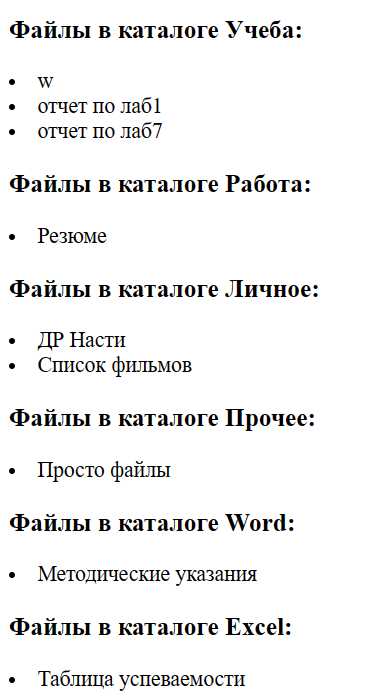 Файлы в каталоге Учеба:
w
отчет по лаб1
отчет по лаб7
Файлы в каталоге Работа:
Резюме
Файлы в каталоге Личное:
ДР Насти
Список фильмов
Файлы в каталоге Прочее:
Просто файлы
Файлы в каталоге Word:
Методические указания
Файлы в каталоге Excel:
Таблица успеваемости